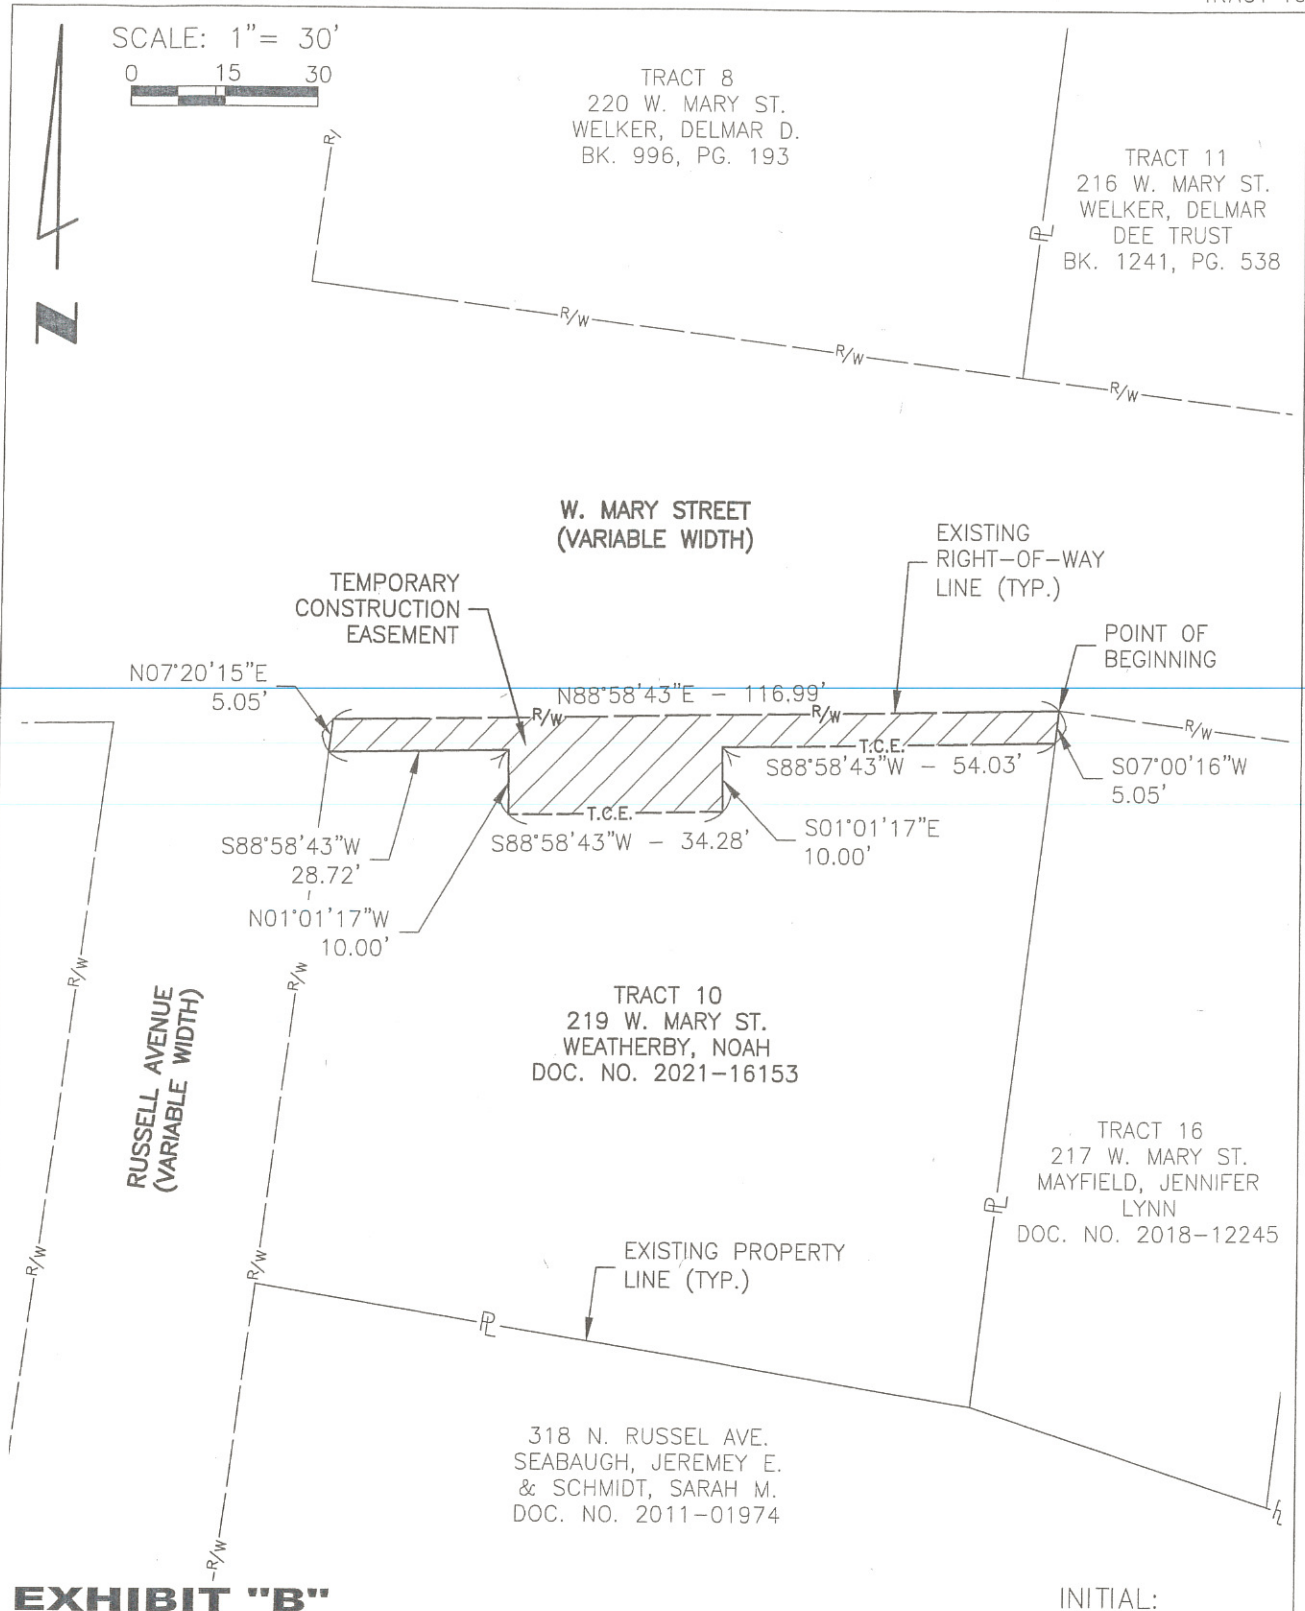 SCALE: 1"= 30'
0 15 30
TRACT 8
220 W. MARY ST.
WELKER, DELMAR D.
BK. 996, PG. 193
TRACT 11
216 W. MARY ST.
WELKER, DELMAR
DEE TRUST
BK. 1241, PG. 538
PL
N
R/W
R/W
R/W
W. MARY STREET
(VARIABLE WIDTH)
EXISTING
RIGHT-OF-WAY
LINE (TYP.)
TEMPORARY
CONSTRUCTION
EASEMENT
POINT OF
BEGINNING
N07°20'15"E
5.05'
N88°58'43"E - 116.99'
R/W
R/W
R/W
T.C.E.
S88°58'43"W - 54.03'
S07°00'16"W
5.05'
T.C.E.
S88°58'43"W - 34.28'
S01°01'17"E
10.00'
S88°58'43"W
28.72'
N01°01'17"W
10.00'
R/W
R/W
TRACT 10
219 W. MARY ST.
WEATHERBY, NOAH
DOC. NO. 2021-16153
RUSSELL AVENUE
(VARIABLE WIDTH)
TRACT 16
217 W. MARY ST.
MAYFIELD, JENNIFER
LYNN
DOC. NO. 2018-12245
PL
R/W
R/W
EXISTING PROPERTY
LINE (TYP.)
PL
318 N. RUSSEL AVE.
SEABAUGH, JEREMEY E.
& SCHMIDT, SARAH M.
DOC. NO. 2011-01974
R/W
EXHIBIT "B"
INITIAL: